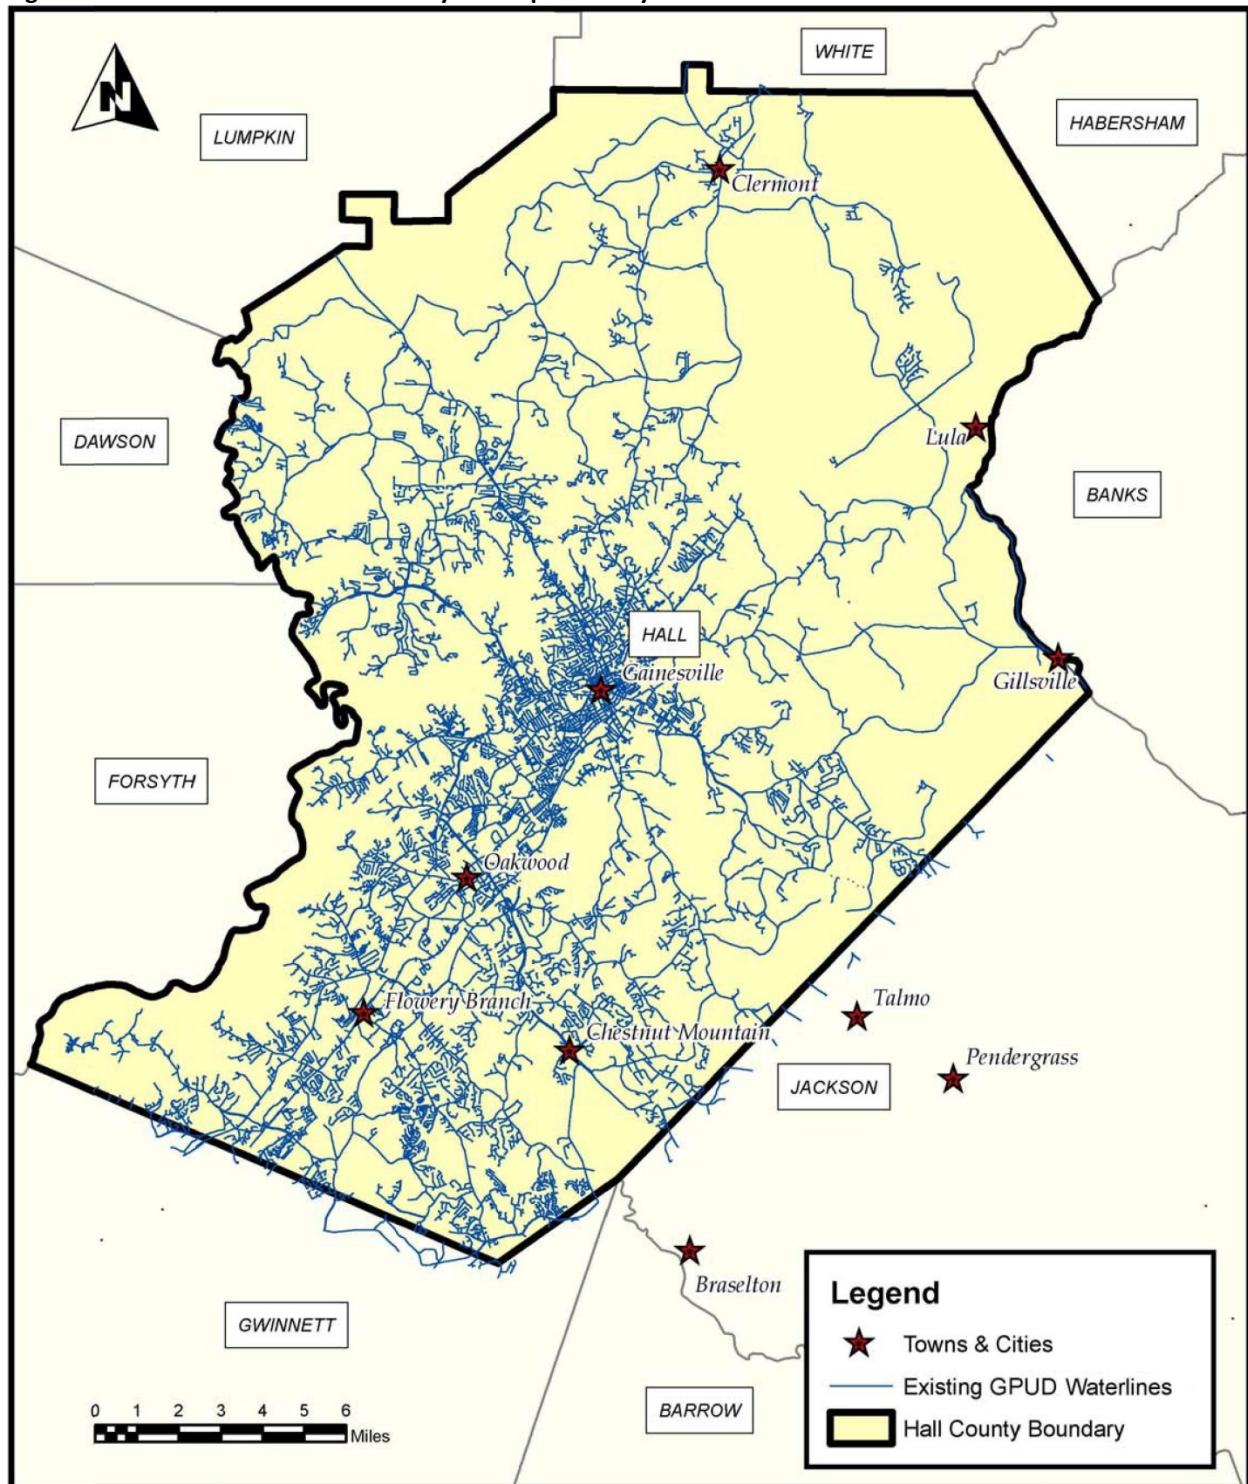 WHITE
N
LUMPKIN
HABERSHAM
Clermont
DAWSON
Lula
BANKS
HALL
Gainesville
Gillsville
FORSYTH
Oakwood
Flowery Branch
Talmo
Chestnut Mountain
Pendergrass
JACKSON
Braselton
GWINNETT
BARROW
Legend
Towns & Cities
Existing GPUD Waterlines
Hall County Boundary
0 1 2 3 4 5 6
Miles